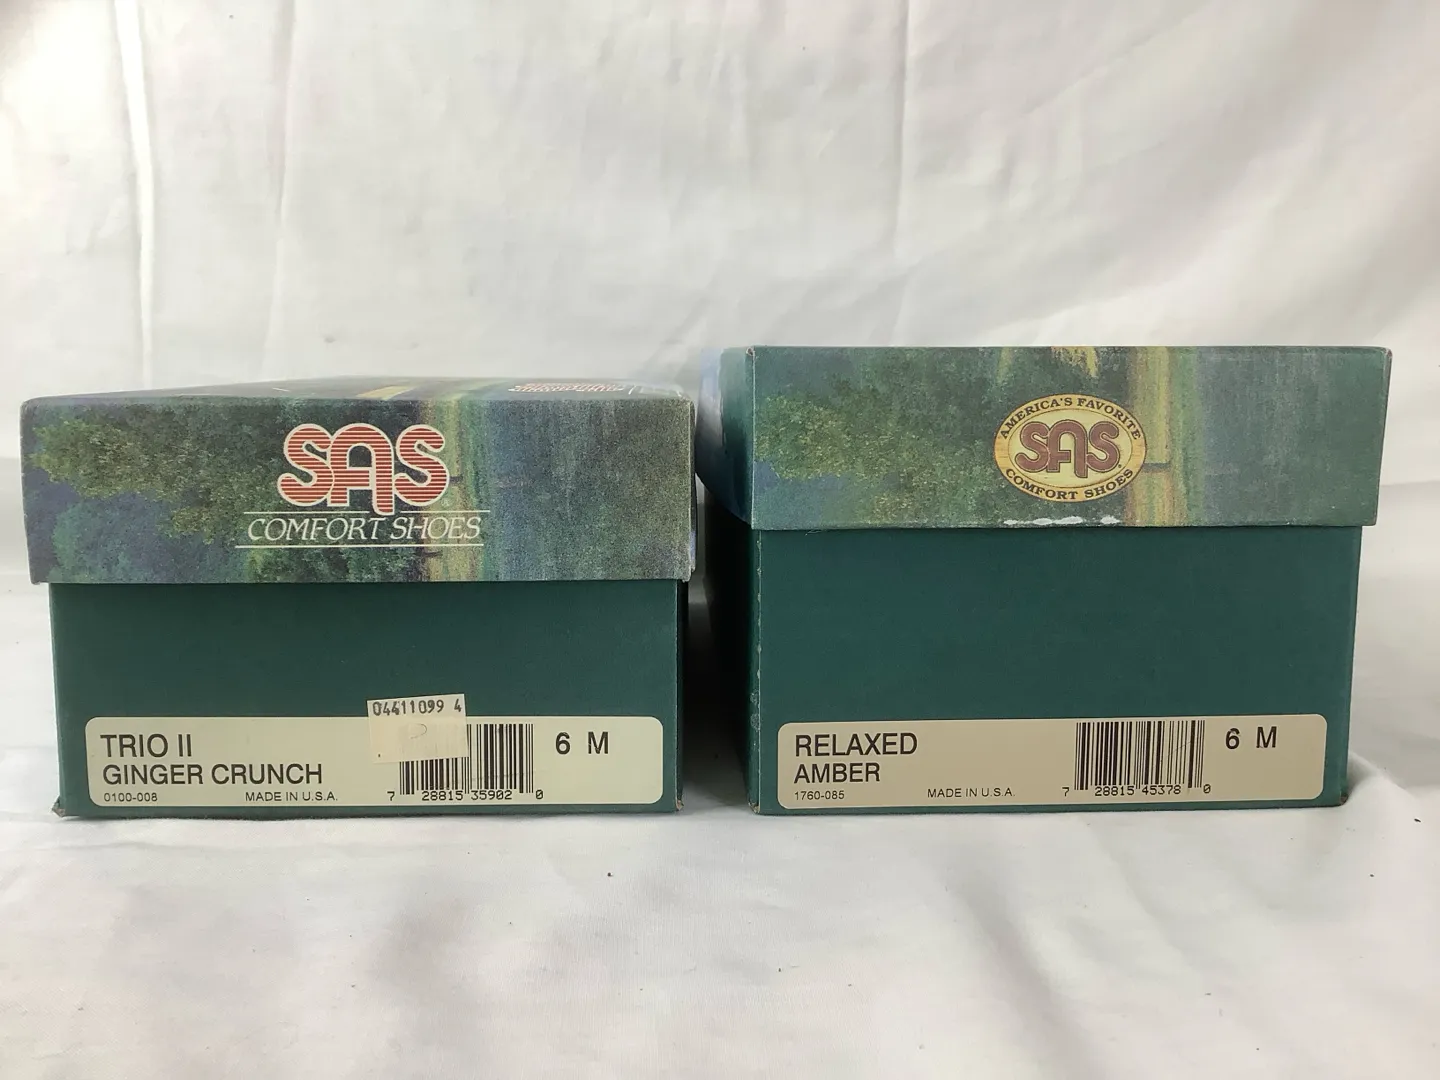 SAS
COMFORT SHOES
04411099 4
TRIO II
GINGER CRUNCH
0100-008
MADE IN U.S.A.
7 28815 35902 0
6 M
AMERICA'S FAVORITE
SAS
COMFORT SHOES
RELAXED
AMBER
1760-085
MADE IN U.S.A.
7 28815 45378 0
6 M